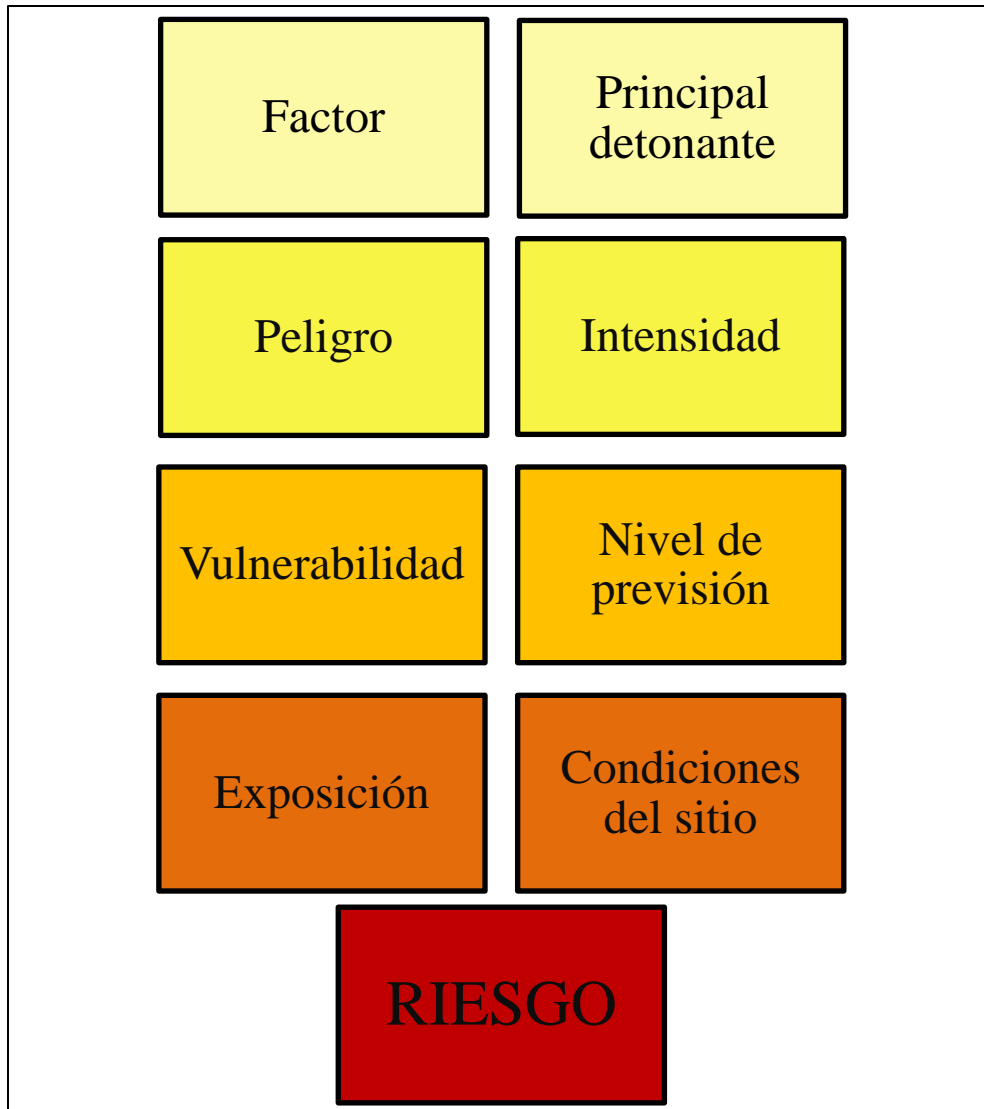 Factor
Principal
detonante
Peligro
Intensidad
Vulnerabilidad
Nivel de
previsión
Exposición
Condiciones
del sitio
RIESGO